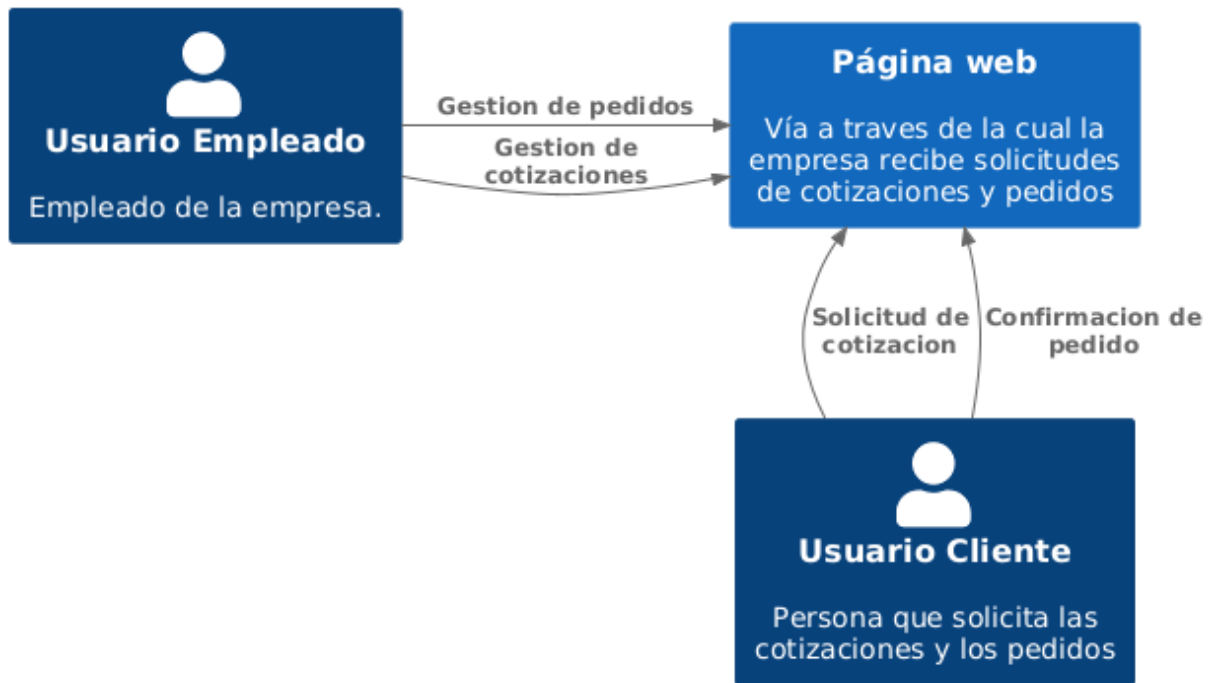 Usuario Empleado
Empleado de la empresa.
Gestion de pedidos
Gestion de
cotizaciones
Página web
Vía a traves de la cual la
empresa recibe solicitudes
de cotizaciones y pedidos
Solicitud de
cotizacion
Confirmacion de
pedido
Usuario Cliente
Persona que solicita las
cotizaciones y los pedidos